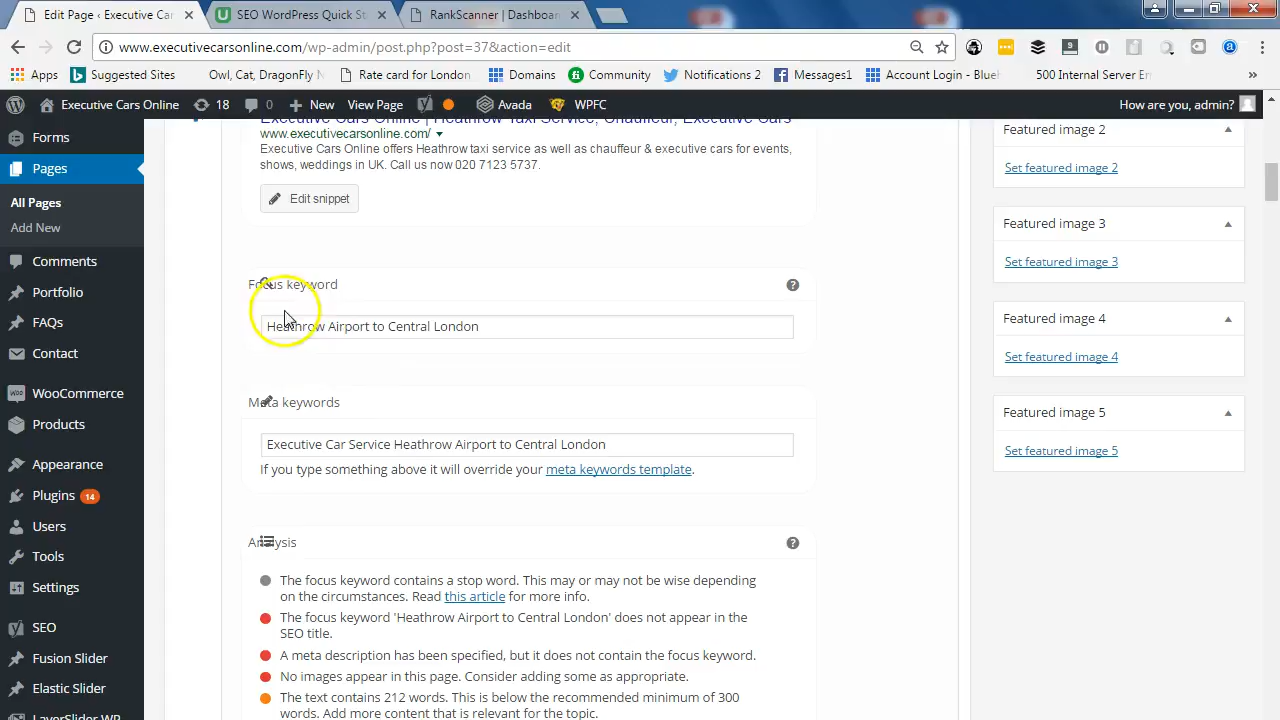 Edit Page ‹ Executive Car
SEO WordPress Quick St
RankScanner | Dashboar
www.executivecarsonline.com/wp-admin/post.php?post=37&action=edit
Apps
Suggested Sites
Owl, Cat, DragonFly N
Rate card for London
Domains
Community
Notifications 2
Messages1
Account Login - Blueh
500 Internal Server Er
»
Executive Cars Online
18
0
New
View Page
Avada
WPFC
How are you, admin?
Forms
Pages
All Pages
Add New
Comments
Portfolio
FAQs
Contact
WooCommerce
Products
Appearance
Plugins 14
Users
Tools
Settings
SEO
Fusion Slider
Elastic Slider
LayerSlider WP
Executive Cars Online | Heathrow Taxi Service, Chauffeur, Executive Cars
www.executivecarsonline.com/
Executive Cars Online offers Heathrow taxi service as well as chauffeur & executive cars for events,
shows, weddings in UK. Call us now 020 7123 5737.
Edit snippet
Focus keyword
Heathrow Airport to Central London
Meta keywords
Executive Car Service Heathrow Airport to Central London
If you type something above it will override your meta keywords template.
Analysis
The focus keyword contains a stop word. This may or may not be wise depending
on the circumstances. Read this article for more info.
The focus keyword 'Heathrow Airport to Central London' does not appear in the
SEO title.
A meta description has been specified, but it does not contain the focus keyword.
No images appear in this page. Consider adding some as appropriate.
The text contains 212 words. This is below the recommended minimum of 300
words. Add more content that is relevant for the topic.
Featured image 2
Set featured image 2
Featured image 3
Set featured image 3
Featured image 4
Set featured image 4
Featured image 5
Set featured image 5